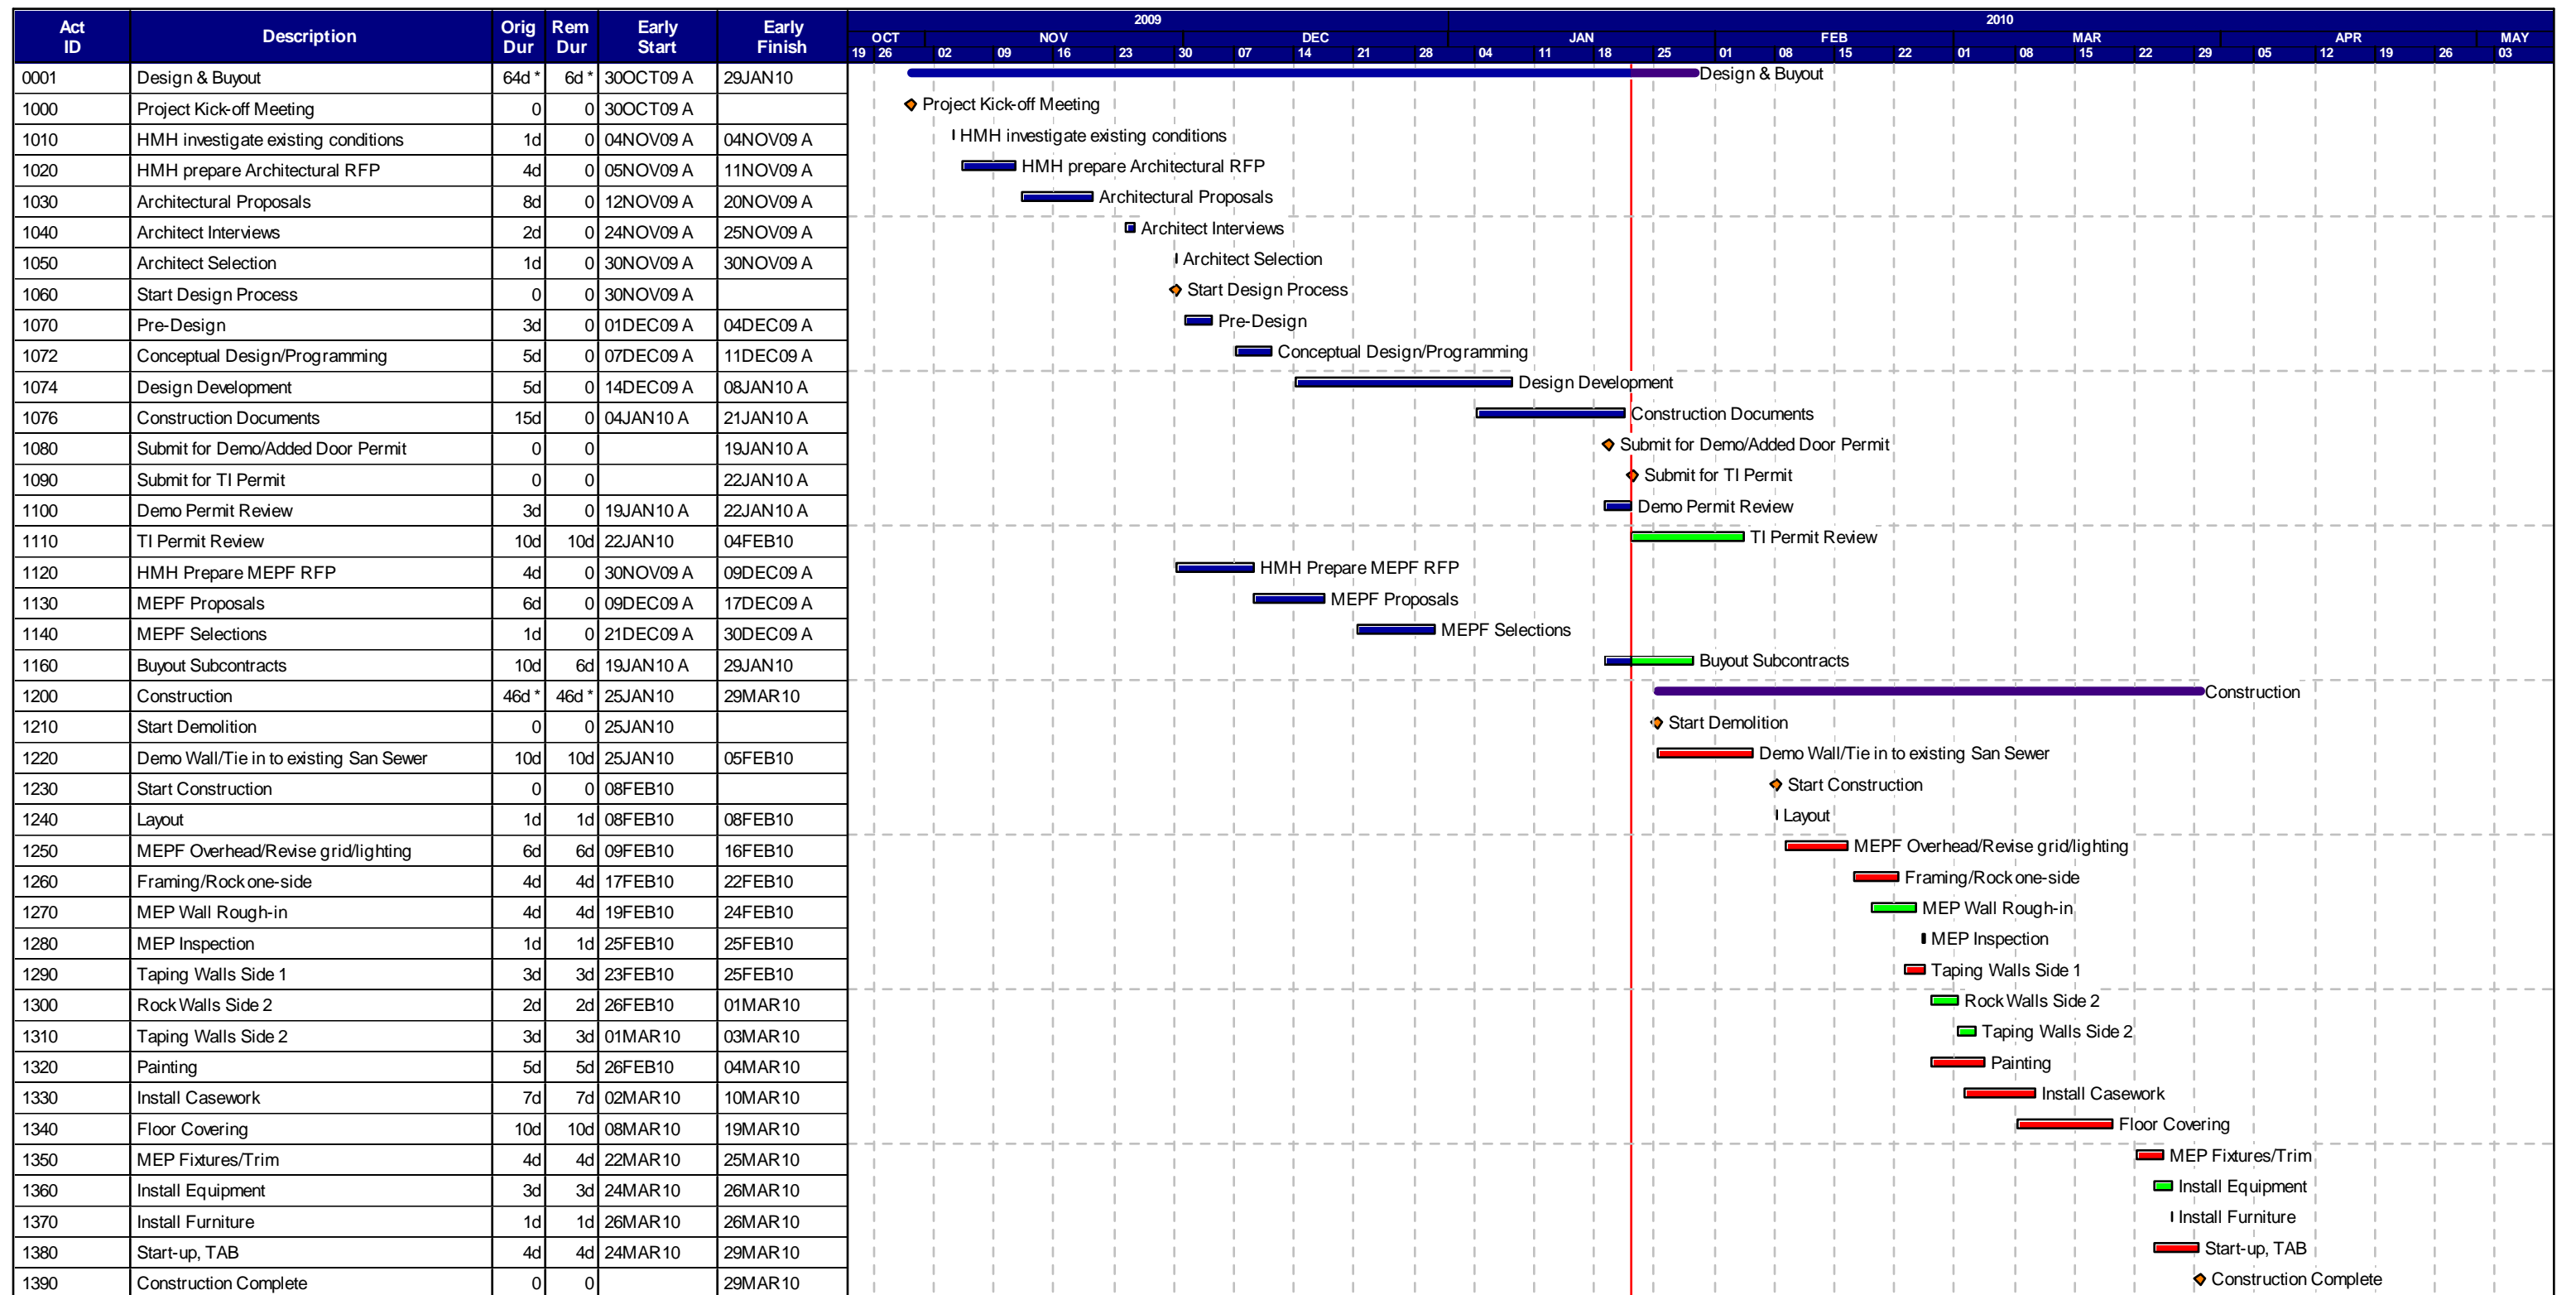 Act ID Description Orig Dur Rem Dur Early Start Early Finish
2009 2010
OCT NOV DEC JAN FEB MAR APR MAY
19 26 02 09 16 23 30 07 14 21 28 04 11 18 25 01 08 15 22 01 08 15 22 29 05 12 19 26 03
0001 Design & Buyout 64d * 6d * 30OCT09 A 29JAN10 Design & Buyout
1000 Project Kick-off Meeting 0 0 30OCT09 A Project Kick-off Meeting
1010 HMH investigate existing conditions 1d 0 04NOV09 A 04NOV09 A HMH investigate existing conditions
1020 HMH prepare Architectural RFP 4d 0 05NOV09 A 11NOV09 A HMH prepare Architectural RFP
1030 Architectural Proposals 8d 0 12NOV09 A 20NOV09 A Architectural Proposals
1040 Architect Interviews 2d 0 24NOV09 A 25NOV09 A Architect Interviews
1050 Architect Selection 1d 0 30NOV09 A 30NOV09 A Architect Selection
1060 Start Design Process 0 0 30NOV09 A Start Design Process
1070 Pre-Design 3d 0 01DEC09 A 04DEC09 A Pre-Design
1072 Conceptual Design/Programming 5d 0 07DEC09 A 11DEC09 A Conceptual Design/Programming
1074 Design Development 5d 0 14DEC09 A 08JAN10 A Design Development
1076 Construction Documents 15d 0 04JAN10 A 21JAN10 A Construction Documents
1080 Submit for Demo/Added Door Permit 0 0 19JAN10 A Submit for Demo/Added Door Permit
1090 Submit for TI Permit 0 0 22JAN10 A Submit for TI Permit
1100 Demo Permit Review 3d 0 19JAN10 A 22JAN10 A Demo Permit Review
1110 TI Permit Review 10d 10d 22JAN10 04FEB10 TI Permit Review
1120 HMH Prepare MEPF RFP 4d 0 30NOV09 A 09DEC09 A HMH Prepare MEPF RFP
1130 MEPF Proposals 6d 0 09DEC09 A 17DEC09 A MEPF Proposals
1140 MEPF Selections 1d 0 21DEC09 A 30DEC09 A MEPF Selections
1160 Buyout Subcontracts 10d 6d 19JAN10 A 29JAN10 Buyout Subcontracts
1200 Construction 46d * 46d * 25JAN10 29MAR10 Construction
1210 Start Demolition 0 0 25JAN10 Start Demolition
1220 Demo Wall/Tie in to existing San Sewer 10d 10d 25JAN10 05FEB10 Demo Wall/Tie in to existing San Sewer
1230 Start Construction 0 0 08FEB10 Start Construction
1240 Layout 1d 1d 08FEB10 08FEB10 Layout
1250 MEPF Overhead/Revise grid/lighting 6d 6d 09FEB10 16FEB10 MEPF Overhead/Revise grid/lighting
1260 Framing/Rock one-side 4d 4d 17FEB10 22FEB10 Framing/Rock one-side
1270 MEP Wall Rough-in 4d 4d 19FEB10 24FEB10 MEP Wall Rough-in
1280 MEP Inspection 1d 1d 25FEB10 25FEB10 MEP Inspection
1290 Taping Walls Side 1 3d 3d 23FEB10 25FEB10 Taping Walls Side 1
1300 Rock Walls Side 2 2d 2d 26FEB10 01MAR10 Rock Walls Side 2
1310 Taping Walls Side 2 3d 3d 01MAR10 03MAR10 Taping Walls Side 2
1320 Painting 5d 5d 26FEB10 04MAR10 Painting
1330 Install Casework 7d 7d 02MAR10 10MAR10 Install Casework
1340 Floor Covering 10d 10d 08MAR10 19MAR10 Floor Covering
1350 MEP Fixtures/Trim 4d 4d 22MAR10 25MAR10 MEP Fixtures/Trim
1360 Install Equipment 3d 3d 24MAR10 26MAR10 Install Equipment
1370 Install Furniture 1d 1d 26MAR10 26MAR10 Install Furniture
1380 Start-up, TAB 4d 4d 24MAR10 29MAR10 Start-up, TAB
1390 Construction Complete 0 0 29MAR10 Construction Complete